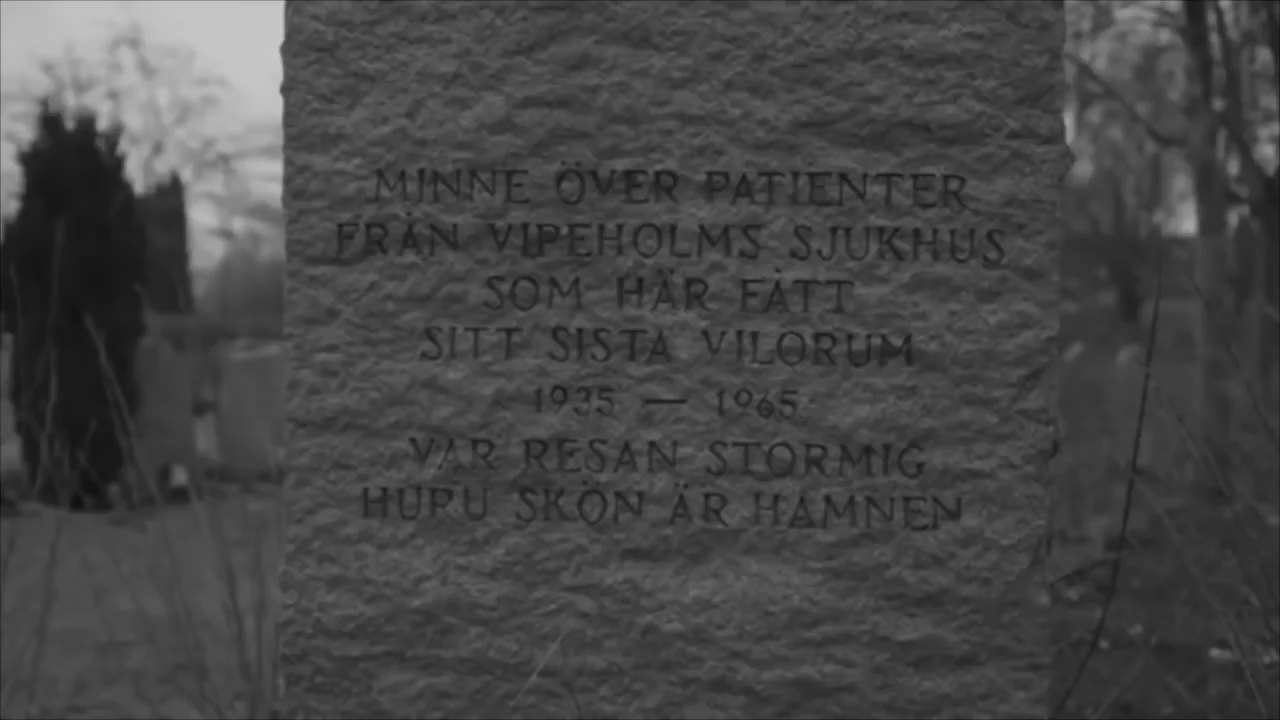 MINNE ÖVER PATIENTER
FRÅN VIPEHOLMS SJUKHUS
SOM HÄR FÅTT
SITT SISTA VILORUM
1935 — 1965
VAR RESAN STORMIG
HURU SKÖN ÄR HAMNEN